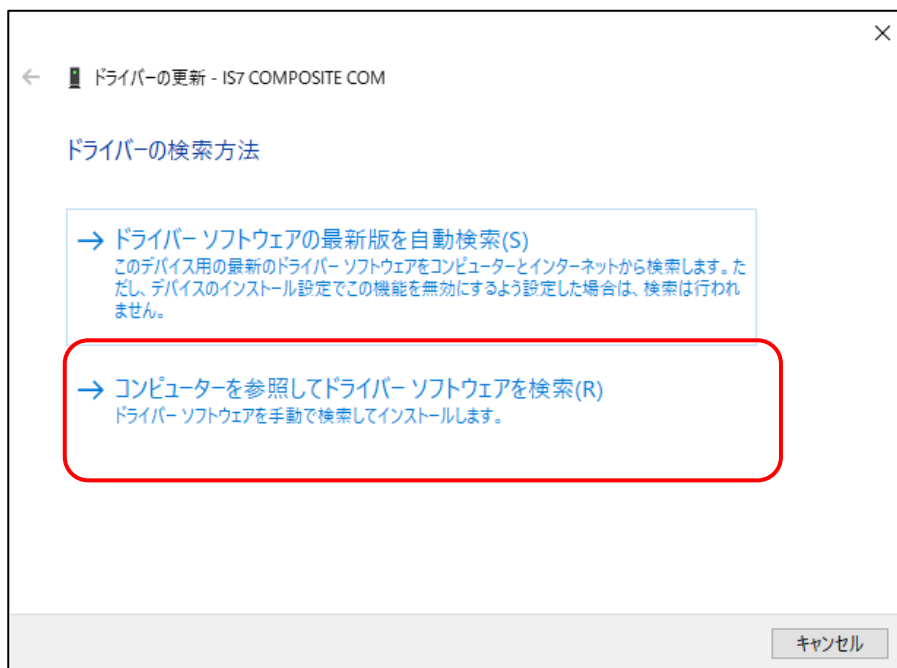 ドライバーの更新 - IS7 COMPOSITE COM
ドライバーの検索方法
→ ドライバー ソフトウェアの最新版を自動検索(S)
このデバイス用の最新のドライバー ソフトウェアをコンピューターとインターネットから検索します。た
だし、デバイスのインストール設定でこの機能を無効にするよう設定した場合は、検索は行われ
ません。
→ コンピューターを参照してドライバー ソフトウェアを検索(R)
ドライバー ソフトウェアを手動で検索してインストールします。
キャンセル